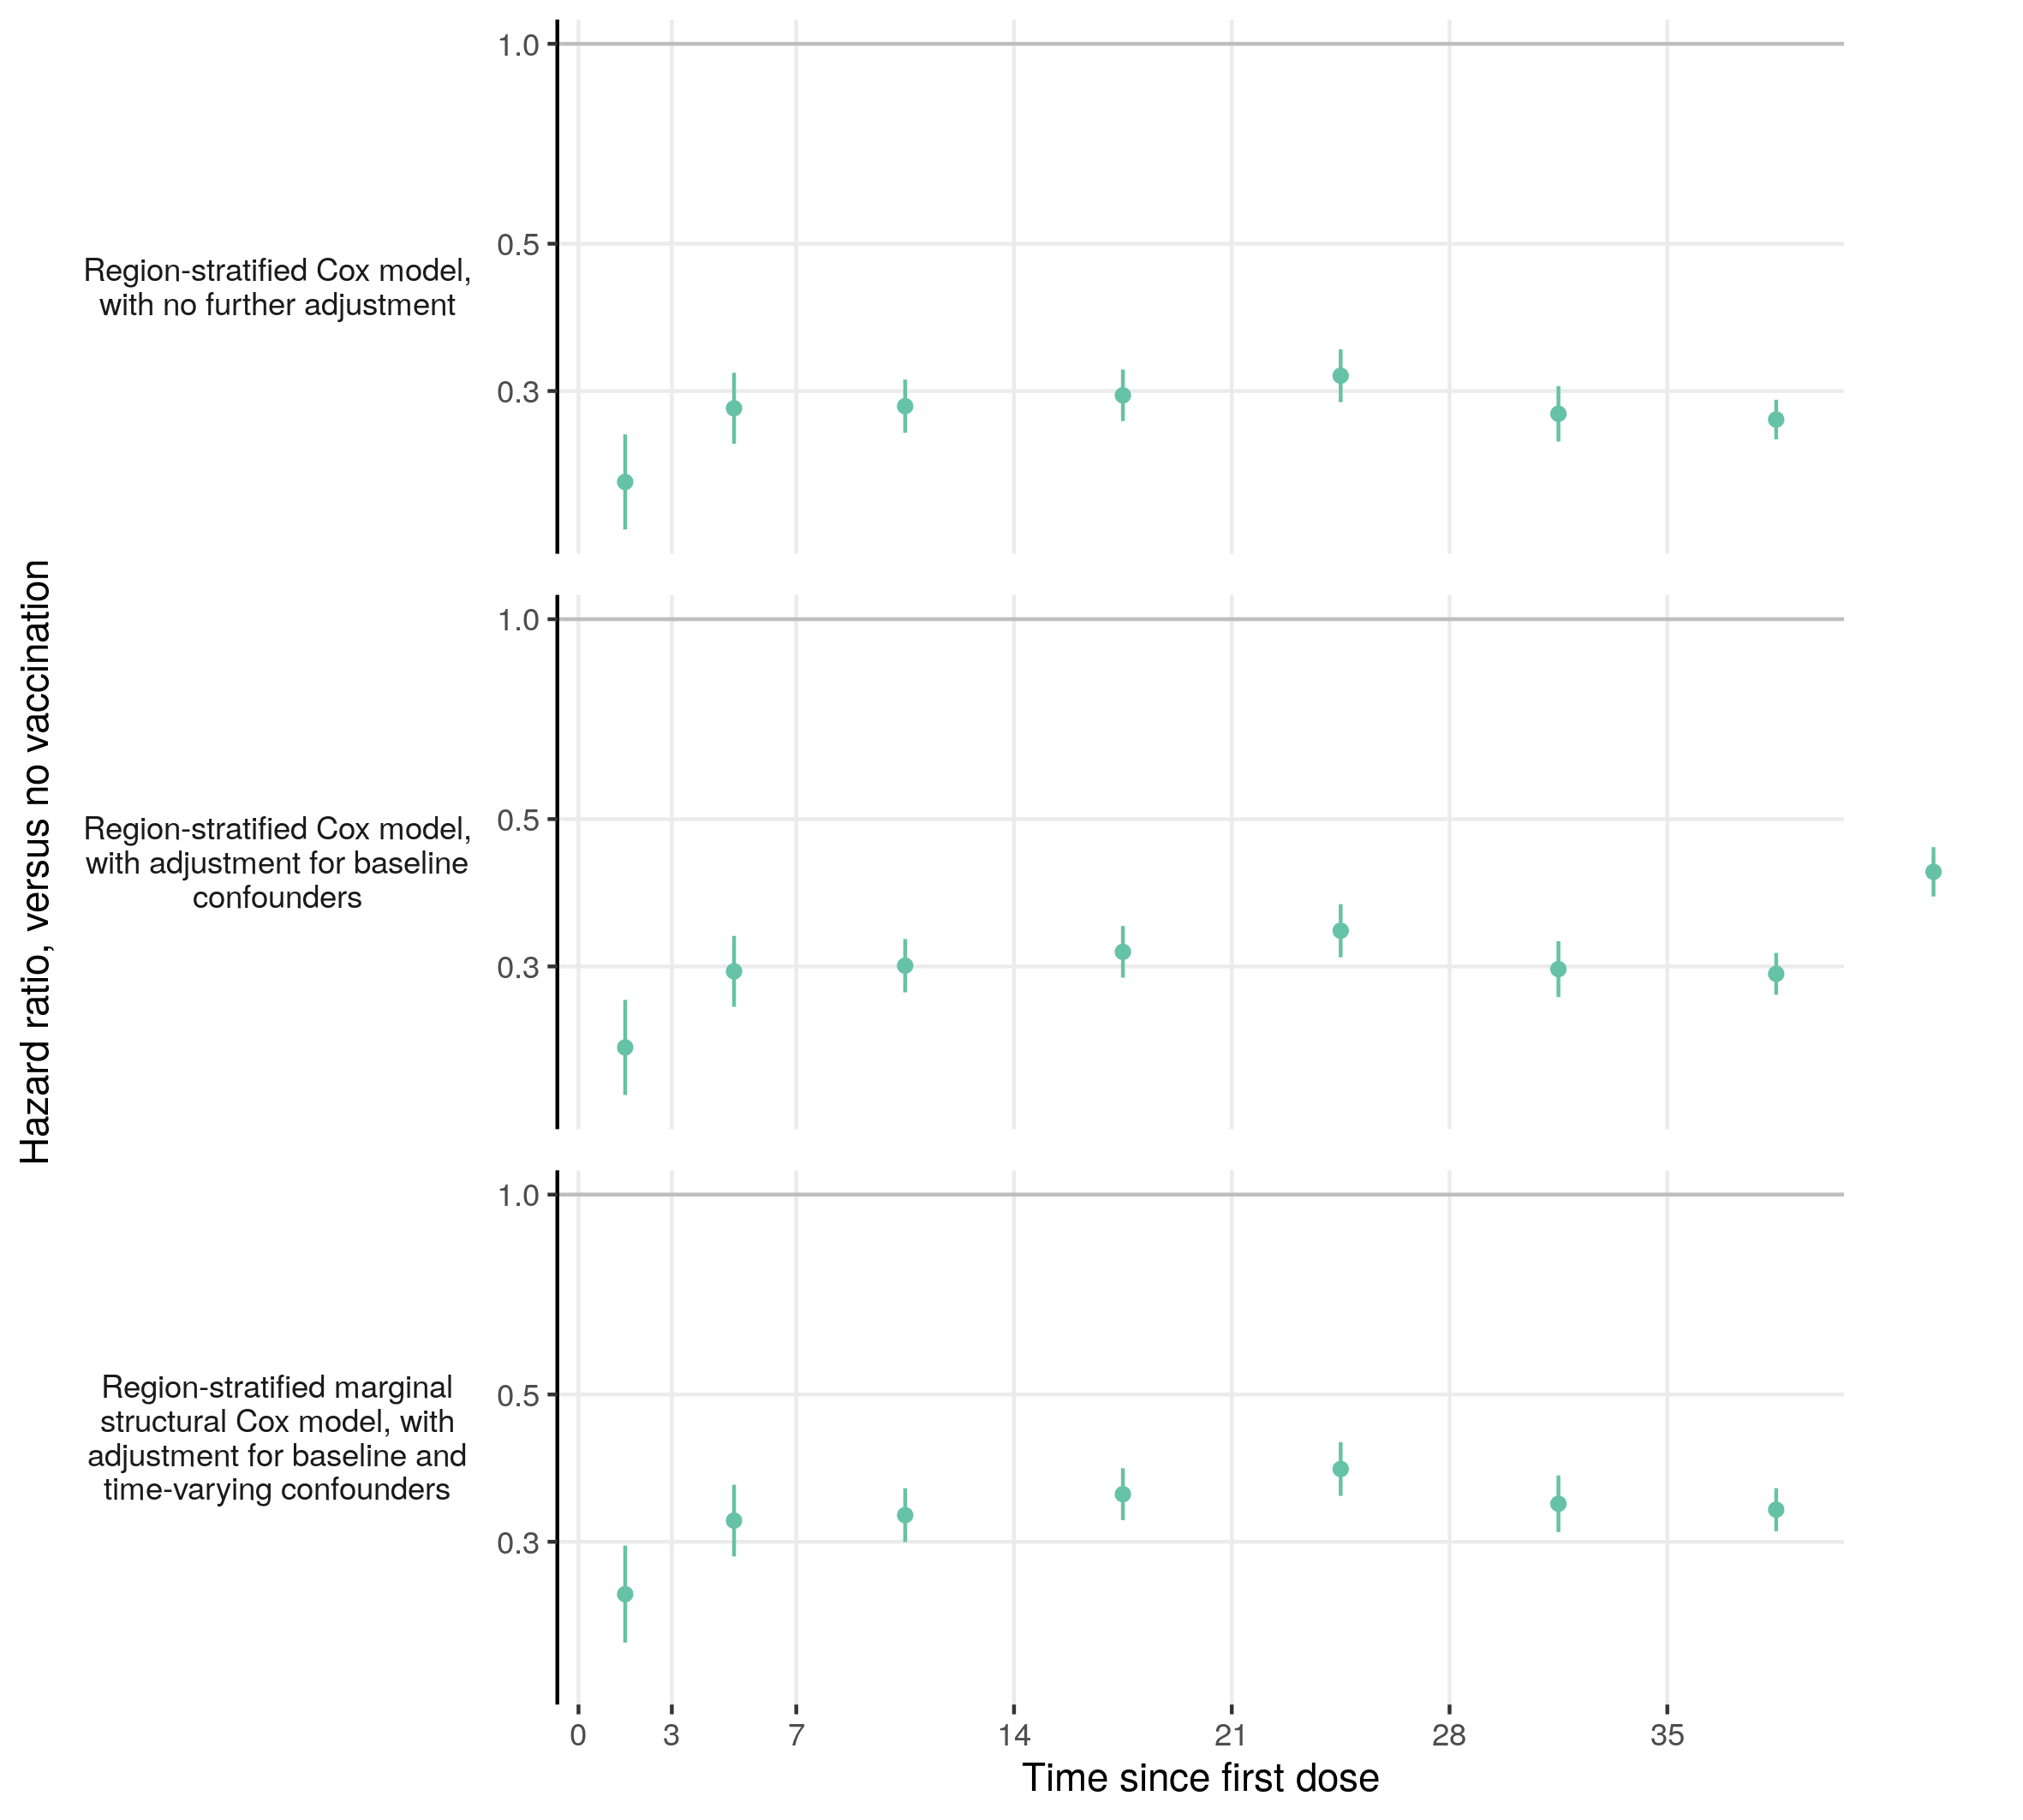 Hazard ratio, versus no vaccination
Region-stratified Cox model,
with no further adjustment
1.0
0.5
0.3
Region-stratified Cox model,
with adjustment for baseline
confounders
1.0
0.5
0.3
Region-stratified marginal
structural Cox model, with
adjustment for baseline and
time-varying confounders
1.0
0.5
0.3
0 3 7 14 21 28 35
Time since first dose